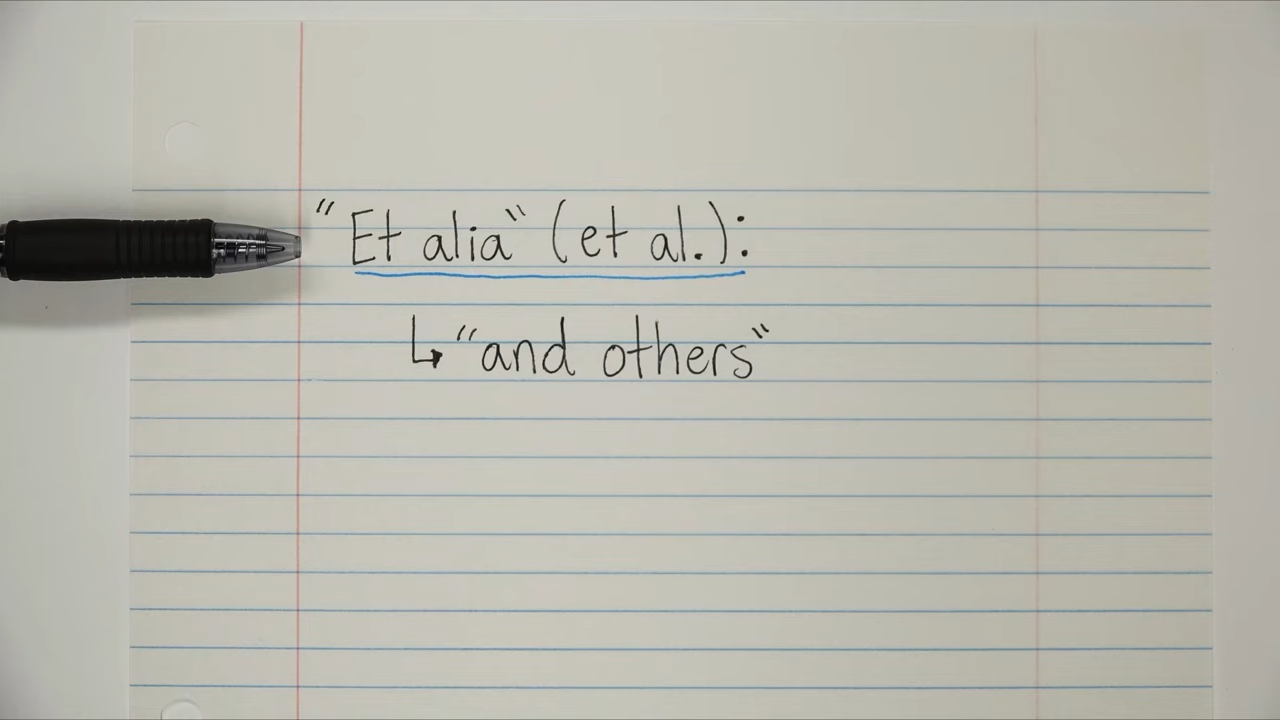 "Et alia" (et al.):
↳ "and others"